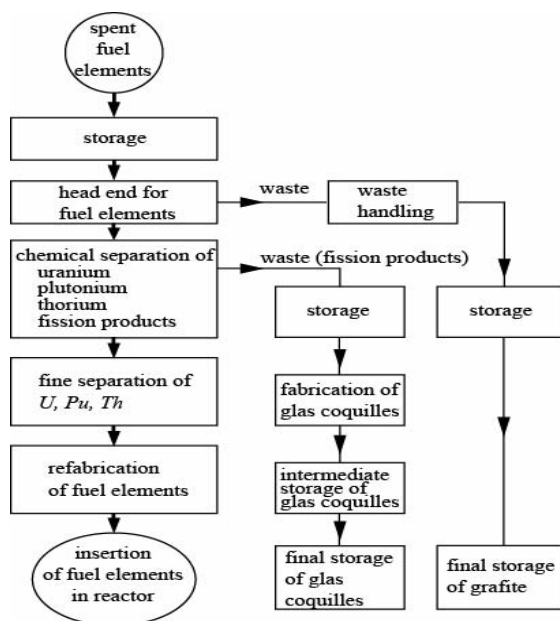 spent
fuel
elements
storage
head end for
fuel elements
waste
waste
handling
chemical separation of
uranium
plutonium
thorium
fission products
waste (fission products)
storage
storage
fine separation of
U, Pu, Th
fabrication of
glas coquilles
refabrication
of fuel elements
intermediate
storage of
glas coquilles
insertion
of fuel elements
in reactor
final storage
of glas
coquilles
final storage
of grafite